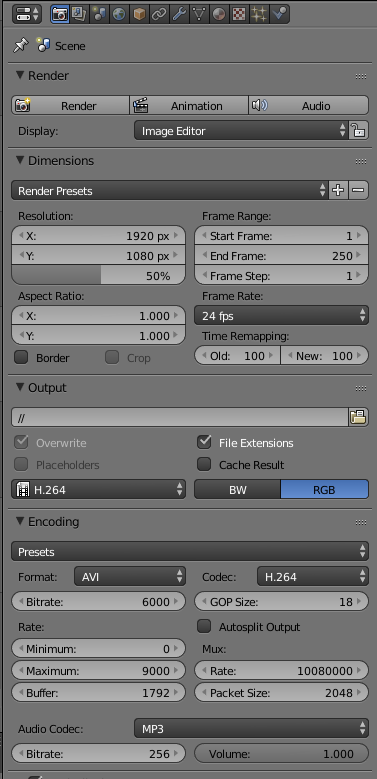 Scene
Render
Render Animation Audio
Display: Image Editor
Dimensions
Render Presets
Resolution: Frame Range:
X: 1920 px Start Frame: 1
Y: 1080 px End Frame: 250
50% Frame Step: 1
Aspect Ratio: Frame Rate:
X: 1.000 24 fps
Y: 1.000 Time Remapping:
Border Crop Old: 100 New: 100
Output
//
Overwrite File Extensions
Placeholders Cache Result
H.264 BW RGB
Encoding
Presets
Format: AVI Codec: H.264
Bitrate: 6000 GOP Size: 18
Rate: Autosplit Output
Minimum: 0 Mux:
Maximum: 9000 Rate: 10080000
Buffer: 1792 Packet Size: 2048
Audio Codec: MP3
Bitrate: 256 Volume: 1.000